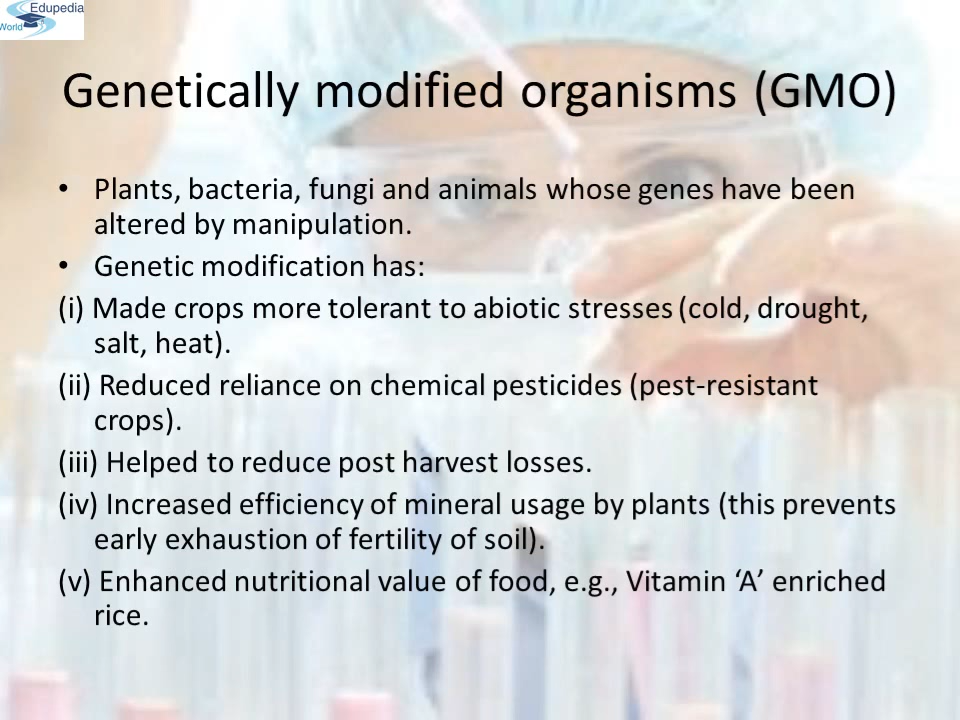 Edupedia
World
Genetically modified organisms (GMO)
• Plants, bacteria, fungi and animals whose genes have been
altered by manipulation.
• Genetic modification has:
(i) Made crops more tolerant to abiotic stresses (cold, drought,
salt, heat).
(ii) Reduced reliance on chemical pesticides (pest-resistant
crops).
(iii) Helped to reduce post harvest losses.
(iv) Increased efficiency of mineral usage by plants (this prevents
early exhaustion of fertility of soil).
(v) Enhanced nutritional value of food, e.g., Vitamin ‘A’ enriched
rice.